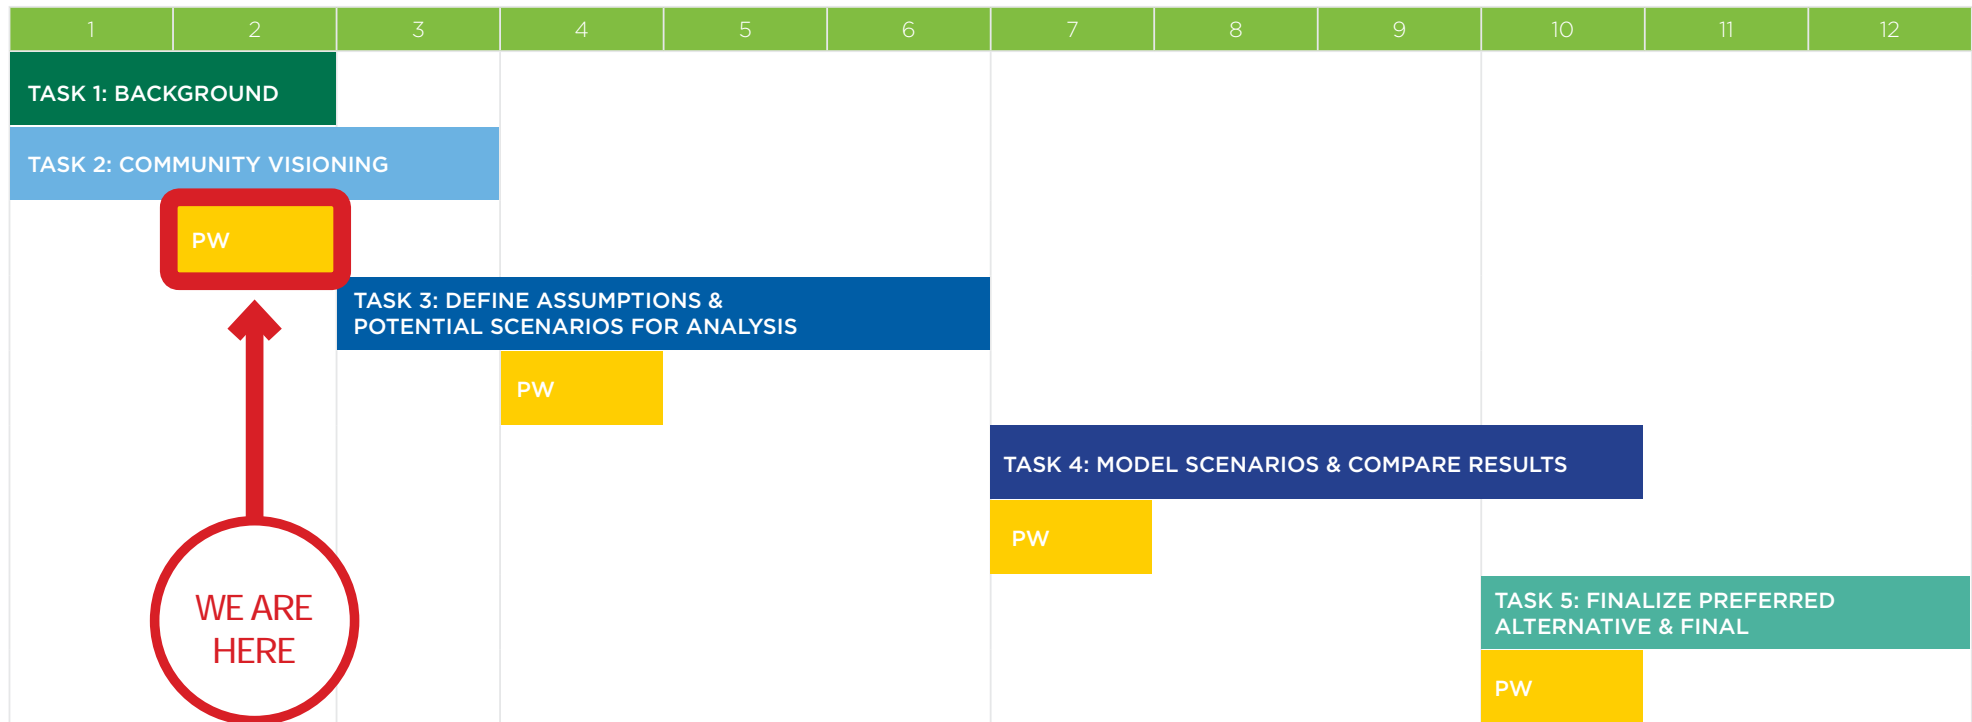 1 2 3 4 5 6 7 8 9 10 11 12
TASK 1: BACKGROUND
TASK 2: COMMUNITY VISIONING
PW
TASK 3: DEFINE ASSUMPTIONS &
POTENTIAL SCENARIOS FOR ANALYSIS
PW
TASK 4: MODEL SCENARIOS & COMPARE RESULTS
PW
TASK 5: FINALIZE PREFERRED
ALTERNATIVE & FINAL
PW
WE ARE
HERE